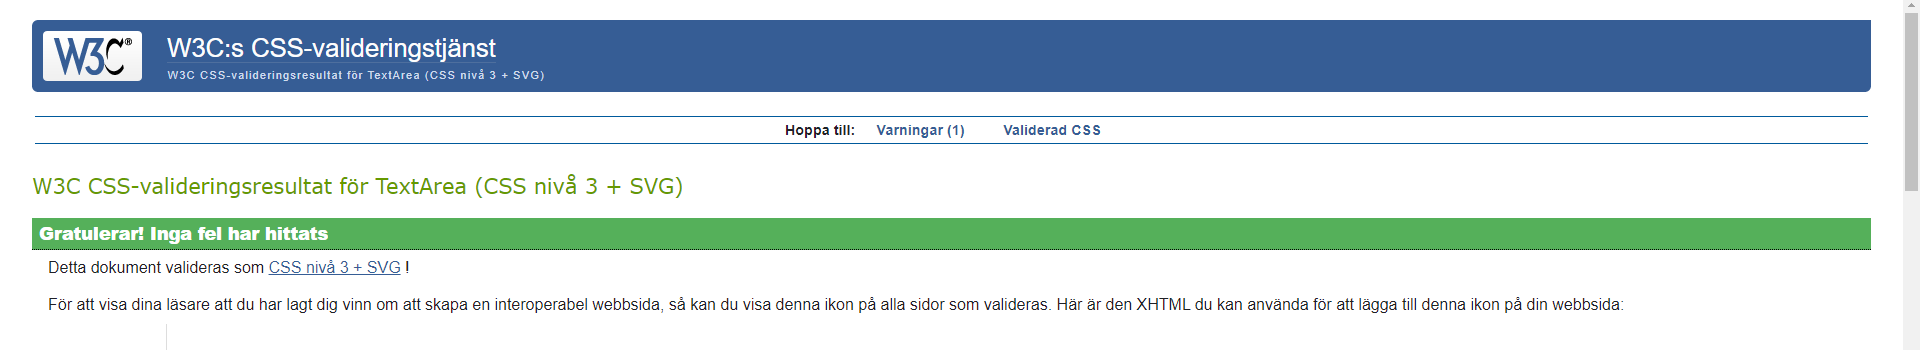 W3C®
W3C:s CSS-valideringstjänst
W3C CSS-valideringsresultat för TextArea (CSS nivå 3 + SVG)
Hoppa till: Varningar (1) Validerad CSS
W3C CSS-valideringsresultat för TextArea (CSS nivå 3 + SVG)
Gratulerar! Inga fel har hittats
Detta dokument valideras som CSS nivå 3 + SVG !
För att visa dina läsare att du har lagt dig vinn om att skapa en interoperabel webbsida, så kan du visa denna ikon på alla sidor som valideras. Här är den XHTML du kan använda för att lägga till denna ikon på din webbsida: